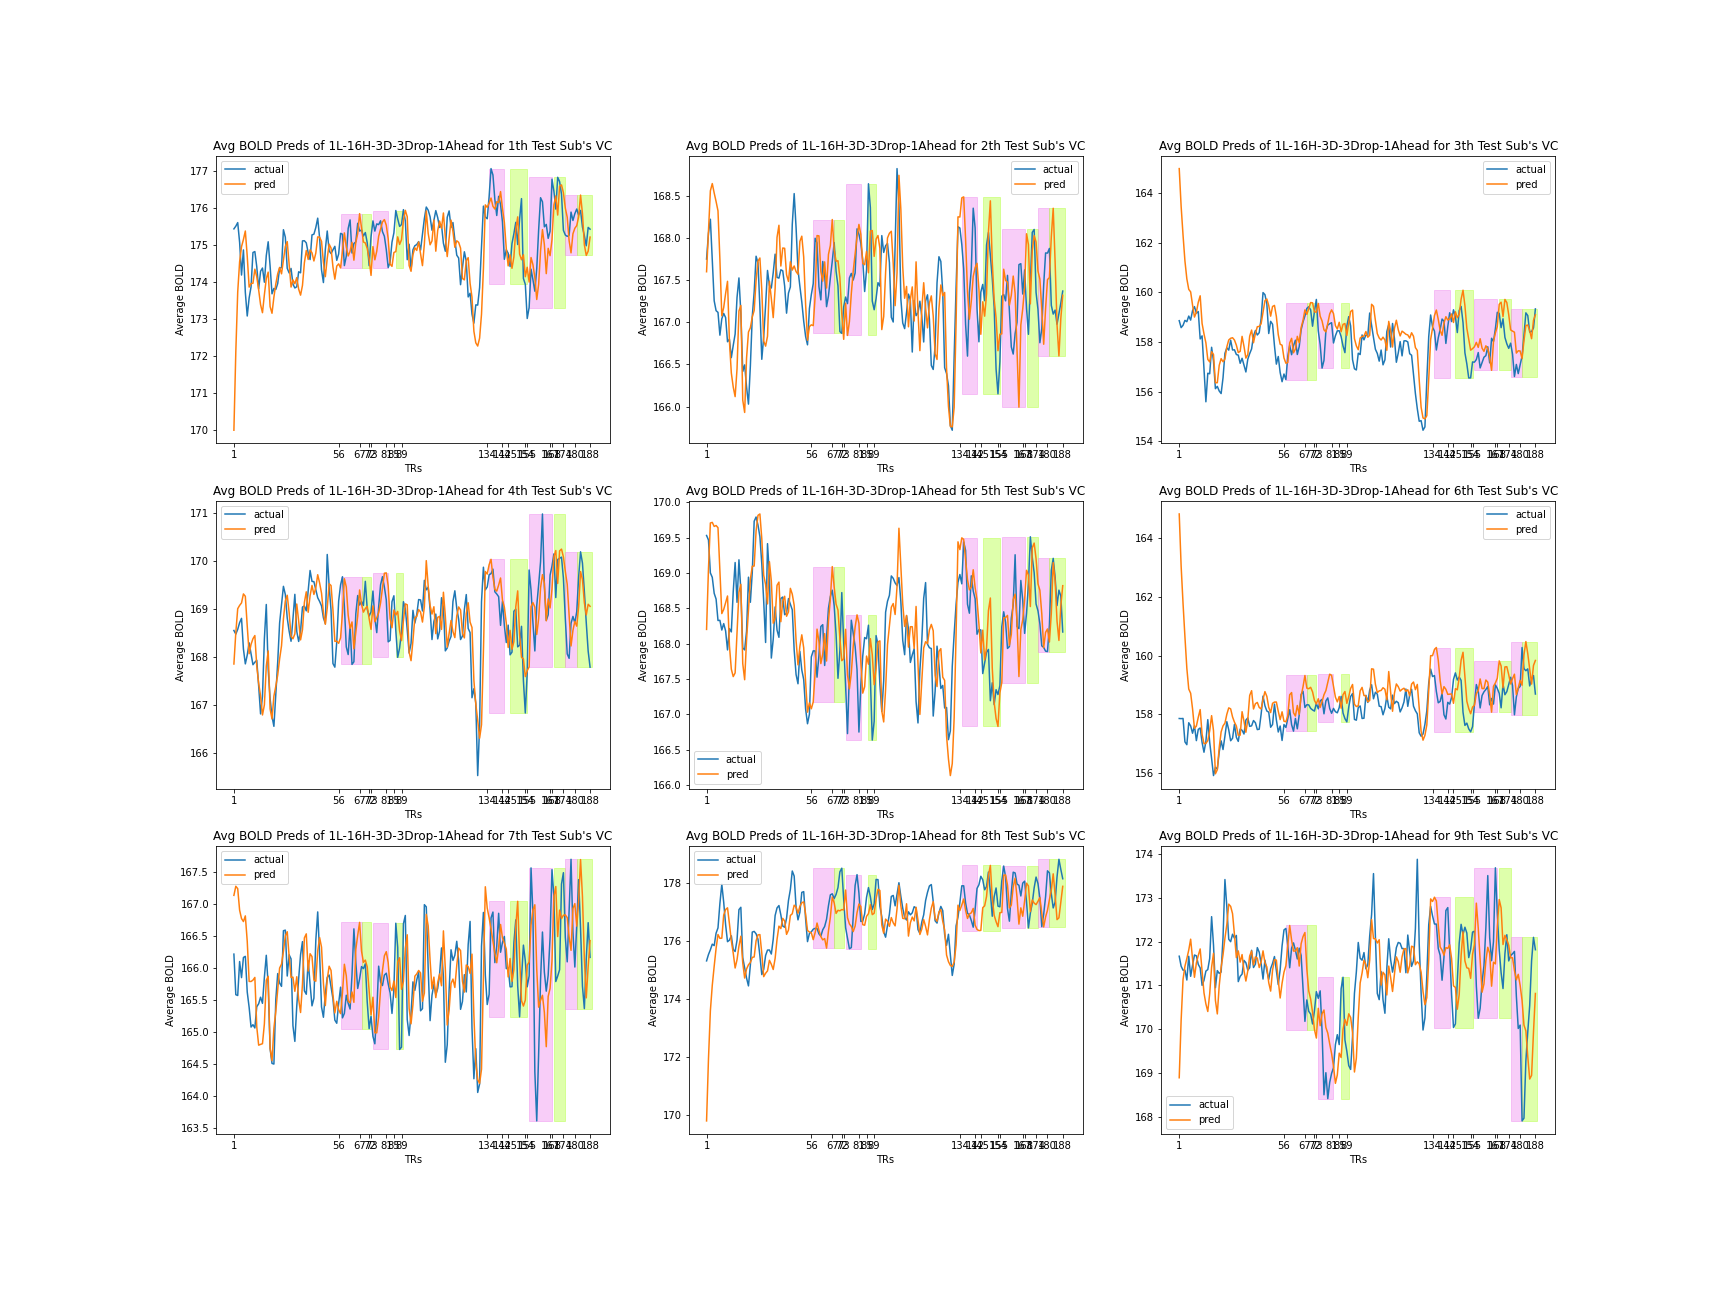 Avg BOLD Preds of 1L-16H-3D-3Drop-1Ahead for 1th Test Sub's VC
Avg BOLD Preds of 1L-16H-3D-3Drop-1Ahead for 2th Test Sub's VC
Avg BOLD Preds of 1L-16H-3D-3Drop-1Ahead for 3th Test Sub's VC
177
176
175
174
173
172
171
170
Average BOLD
actual
pred
1
56
89
188
TRs
168.5
168.0
167.5
167.0
166.5
166.0
Average BOLD
actual
pred
1
56
188
TRs
164
162
160
158
156
154
Average BOLD
actual
pred
1
56
188
TRs
Avg BOLD Preds of 1L-16H-3D-3Drop-1Ahead for 4th Test Sub's VC
Avg BOLD Preds of 1L-16H-3D-3Drop-1Ahead for 5th Test Sub's VC
Avg BOLD Preds of 1L-16H-3D-3Drop-1Ahead for 6th Test Sub's VC
171
170
169
168
167
166
Average BOLD
actual
pred
1
56
188
TRs
170.0
169.5
169.0
168.5
168.0
167.5
167.0
166.5
166.0
Average BOLD
actual
pred
1
56
188
TRs
164
162
160
158
156
Average BOLD
actual
pred
1
56
188
TRs
Avg BOLD Preds of 1L-16H-3D-3Drop-1Ahead for 7th Test Sub's VC
Avg BOLD Preds of 1L-16H-3D-3Drop-1Ahead for 8th Test Sub's VC
Avg BOLD Preds of 1L-16H-3D-3Drop-1Ahead for 9th Test Sub's VC
167.5
167.0
166.5
166.0
165.5
165.0
164.5
164.0
163.5
Average BOLD
actual
pred
1
56
188
TRs
178
176
174
172
170
Average BOLD
actual
pred
1
56
188
TRs
174
173
172
171
170
169
168
Average BOLD
actual
pred
1
56
188
TRs